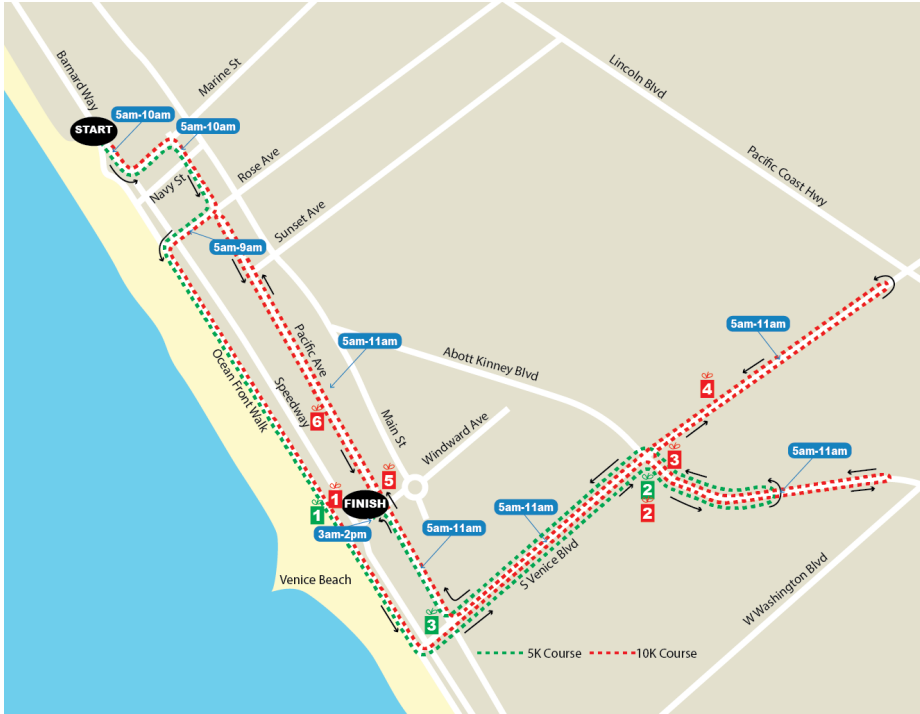 Barnard Way
Marine St
Lincoln Blvd
START
5am-10am
5am-10am
Pacific Coast Hwy
Navy St
Rose Ave
Sunset Ave
5am-9am
Pacific Ave
5am-11am
5am-11am
Abott Kinney Blvd
Ocean Front Walk
Speedway
Main St
Windward Ave
4
6
3
5
5am-11am
1
1
FINISH
2
2
3am-2pm
5am-11am
5am-11am
S Venice Blvd
Venice Beach
W Washington Blvd
3
5K Course
10K Course